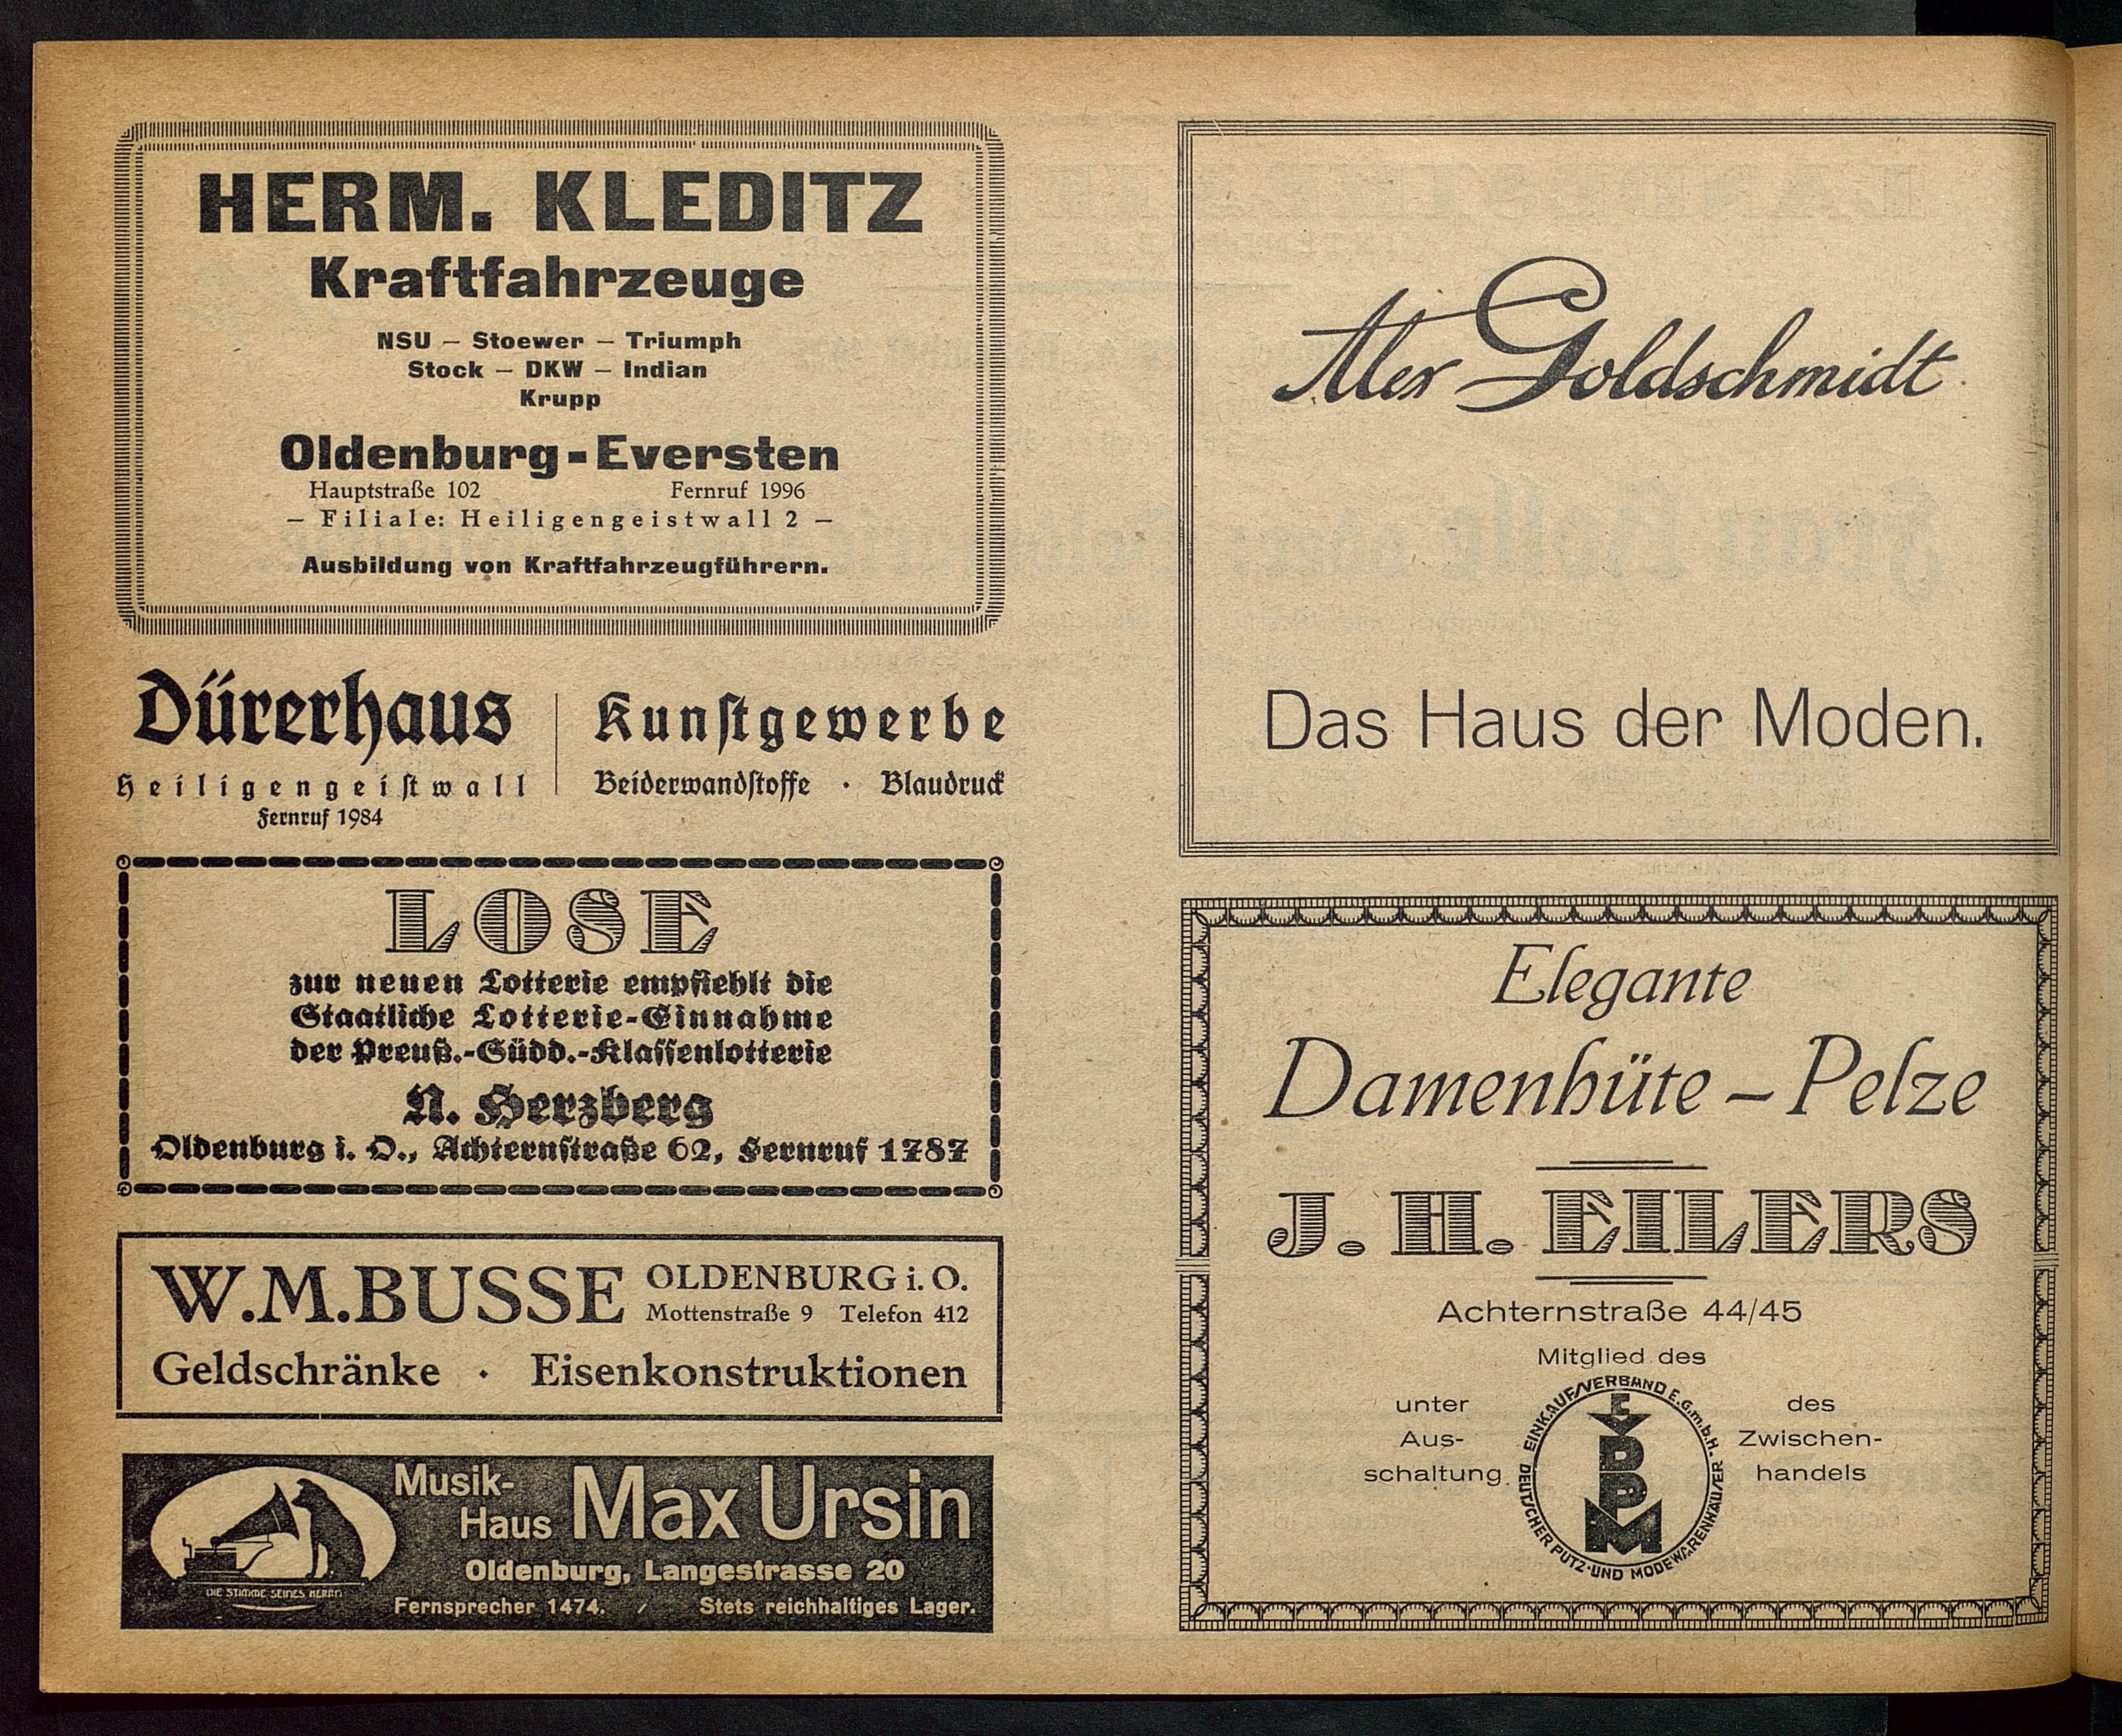 HERM. KLEDITZ
Kraftfahrzeuge
NSU – Stoewer – Triumph
Stock – DKW – Indian
Krupp
Oldenburg-Eversten
Hauptstraße 102 Fernruf 1996
– Filiale: Heiligengeistwall 2 –
Ausbildung von Kraftfahrzeugführern.
Dürerhaus
Heiligengeistwall
Fernruf 1984
Kunstgewerbe
Beiderwandstoffe · Blaudruck
LOSE
zur neuen Lotterie empfiehlt die
Staatliche Lotterie-Einnahme
der Preuß.-Südd.-Klassenlotterie
N. Herzberg
Oldenburg i. O., Achternstraße 62, Fernruf 1787
W.M.BUSSE OLDENBURG i. O.
Mottenstraße 9 Telefon 412
Geldschränke · Eisenkonstruktionen
Musik-
Haus Max Ursin
Oldenburg, Langestrasse 20
Fernsprecher 1474. / Stets reichhaltiges Lager.
DIE STIMME SEINES HERRN
Alex Goldschmidt
Das Haus der Moden.
Elegante
Damenhüte – Pelze
J. H. EILERS
Achternstraße 44/45
Mitglied des
unter
Aus-
schaltung
EINKAUFSVERBAND E.G.m.b.H.
DEUTSCHER PUTZ-UND MODEWARENHÄUSER
E
V
D
P
M
des
Zwischen-
handels